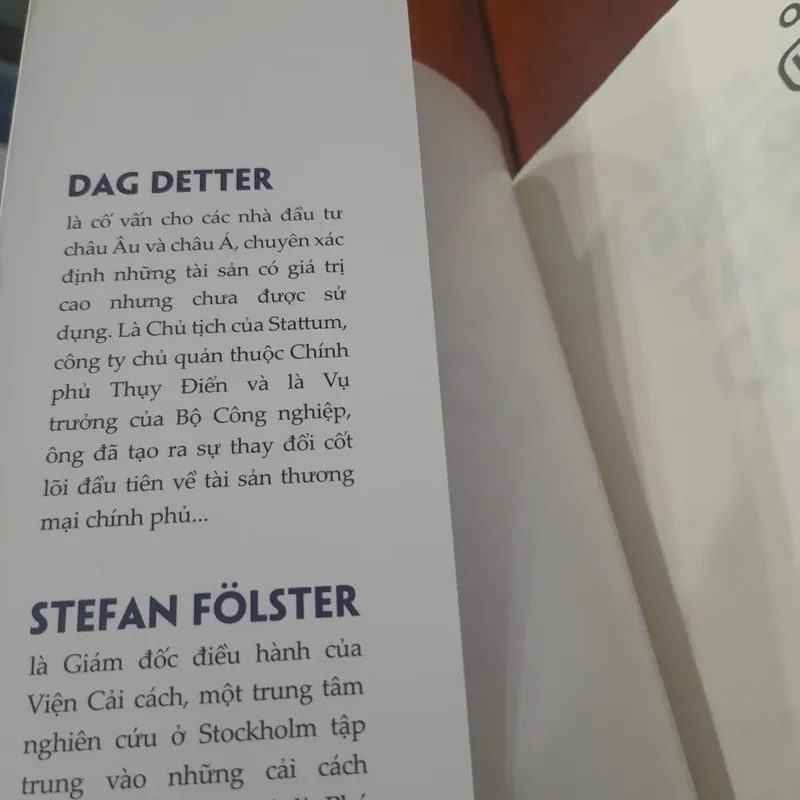 DAG DETTER
là cố vấn cho các nhà đầu tư
châu Âu và châu Á, chuyên xác
định những tài sản có giá trị
cao nhưng chưa được sử
dụng. Là Chủ tịch của Stattum,
công ty chủ quản thuộc Chính
phủ Thụy Điển và là Vụ
trưởng của Bộ Công nghiệp,
ông đã tạo ra sự thay đổi cốt
lõi đầu tiên về tài sản thương
mại chính phủ...
STEFAN FÖLSTER
là Giám đốc điều hành của
Viện Cải cách, một trung tâm
nghiên cứu ở Stockholm tập
trung vào những cải cách